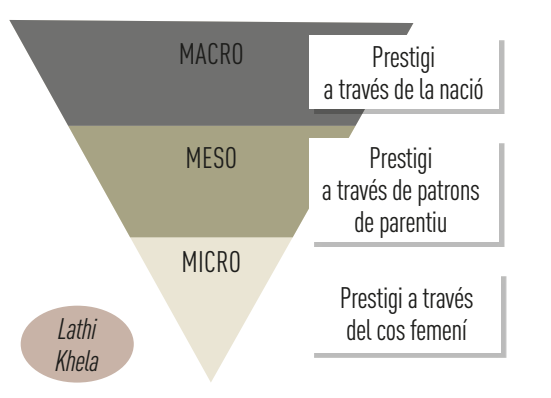 MACRO
Prestigi
a través de la nació
MESO
Prestigi
a través de patrons
de parentiu
MICRO
Prestigi a través
del cos femení
Lathi
Khela